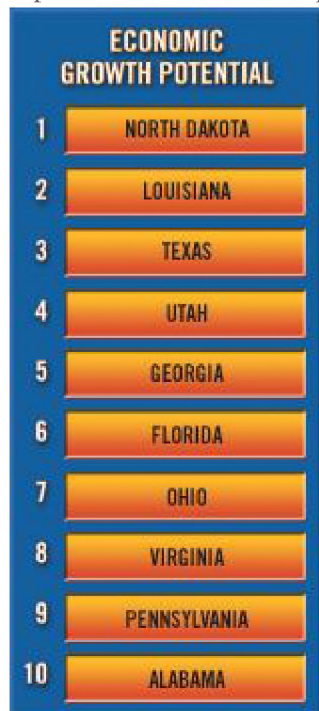 ECONOMIC
GROWTH POTENTIAL
1 NORTH DAKOTA
2 LOUISIANA
3 TEXAS
4 UTAH
5 GEORGIA
6 FLORIDA
7 OHIO
8 VIRGINIA
9 PENNSYLVANIA
10 ALABAMA